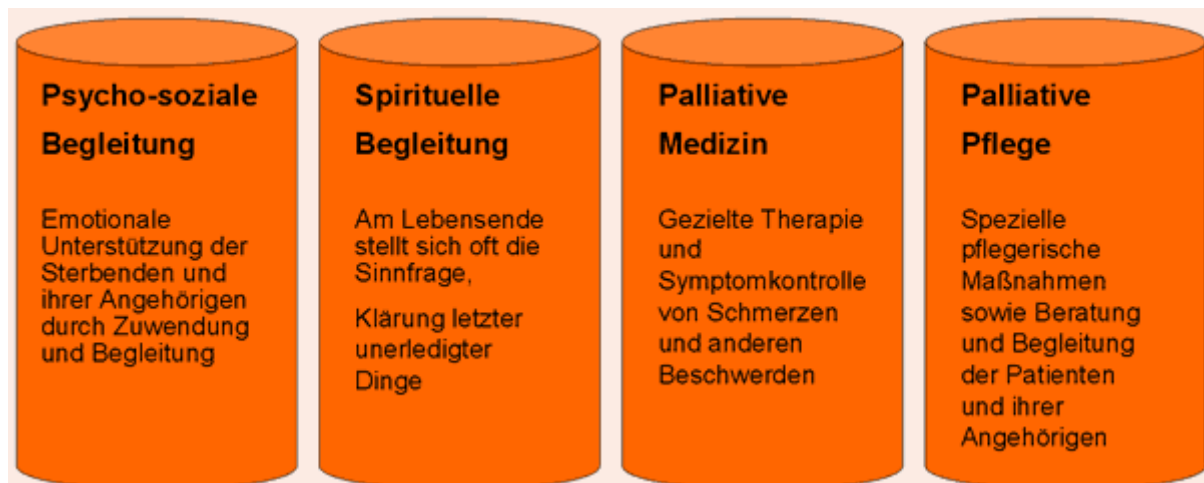 Psycho-soziale
Begleitung
Emotionale
Unterstützung der
Sterbenden und
ihrer Angehörigen
durch Zuwendung
und Begleitung
Spirituelle
Begleitung
Am Lebensende
stellt sich oft die
Sinnfrage,
Klärung letzter
unerledigter
Dinge
Palliative
Medizin
Gezielte Therapie
und
Symptomkontrolle
von Schmerzen
und anderen
Beschwerden
Palliative
Pflege
Spezielle
pflegerische
Maßnahmen
sowie Beratung
und Begleitung
der Patienten
und ihrer
Angehörigen